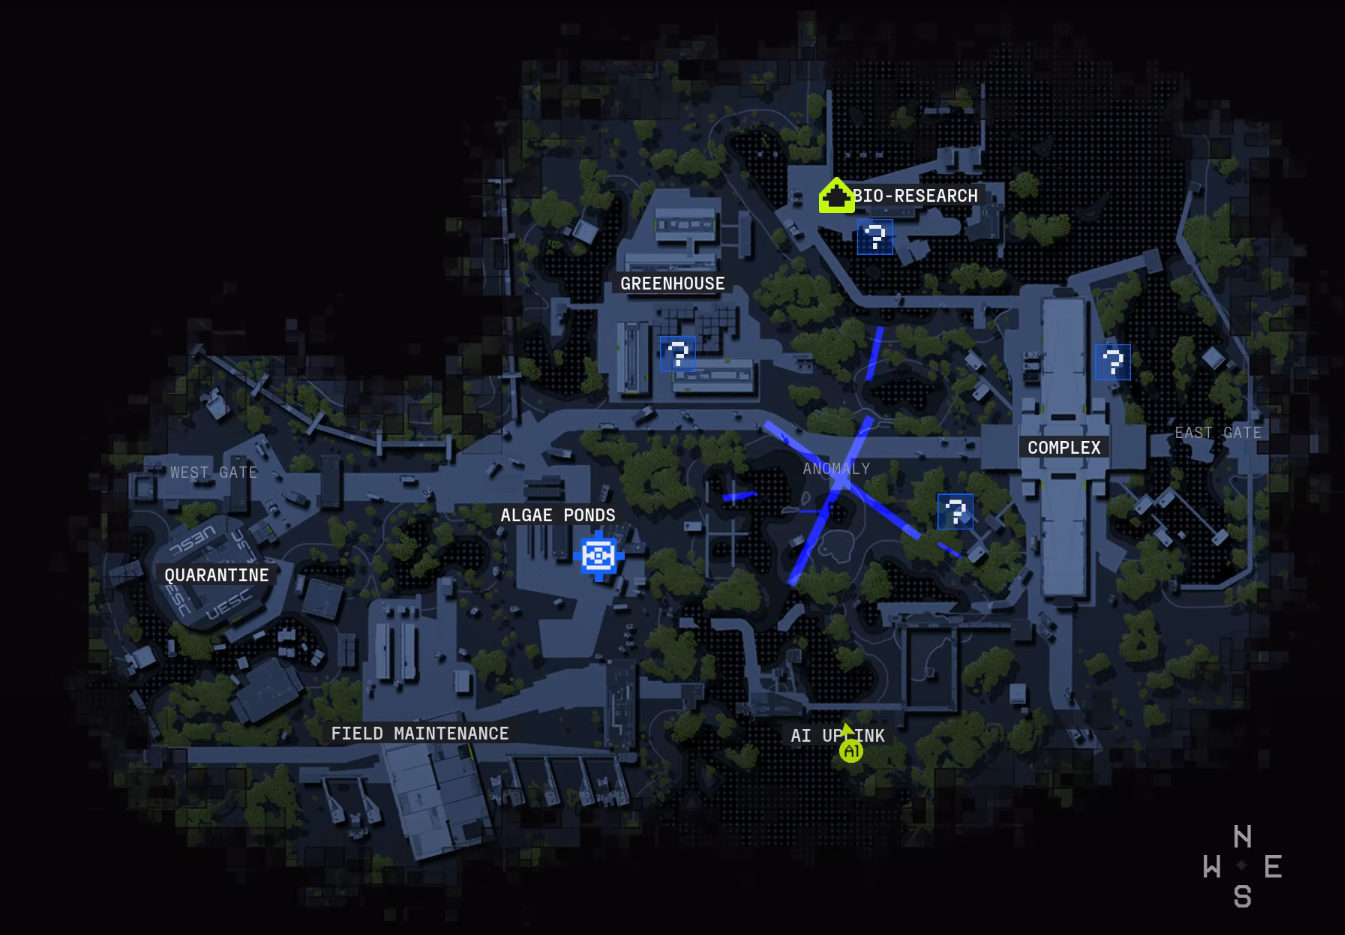 BIO-RESEARCH
?
GREENHOUSE
?
?
EAST GATE
COMPLEX
ANOMALY
WEST GATE
?
ALGAE PONDS
UESC
UESC
QUARANTINE
UESC
UESC
FIELD MAINTENANCE
AI UPLINK
A1
N
W E
S